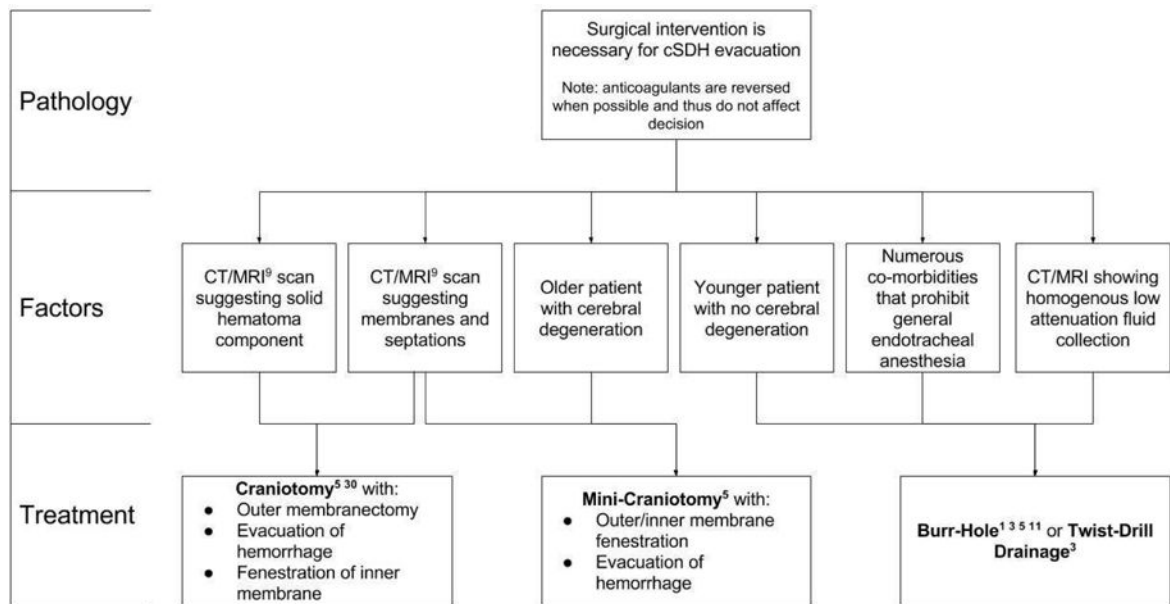 Pathology
Surgical intervention is
necessary for cSDH evacuation
Note: anticoagulants are reversed
when possible and thus do not affect
decision
Factors
CT/MRI⁹ scan
suggesting solid
hematoma
component
CT/MRI⁹ scan
suggesting
membranes and
septations
Older patient
with cerebral
degeneration
Younger patient
with no cerebral
degeneration
Numerous
co-morbidities
that prohibit
general
endotracheal
anesthesia
CT/MRI showing
homogenous low
attenuation fluid
collection
Treatment
Craniotomy⁵ ³⁰ with:
● Outer membranectomy
● Evacuation of
hemorrhage
● Fenestration of inner
membrane
Mini-Craniotomy⁵ with:
● Outer/inner membrane
fenestration
● Evacuation of
hemorrhage
Burr-Hole¹ ³ ⁵ ¹¹ or Twist-Drill
Drainage³